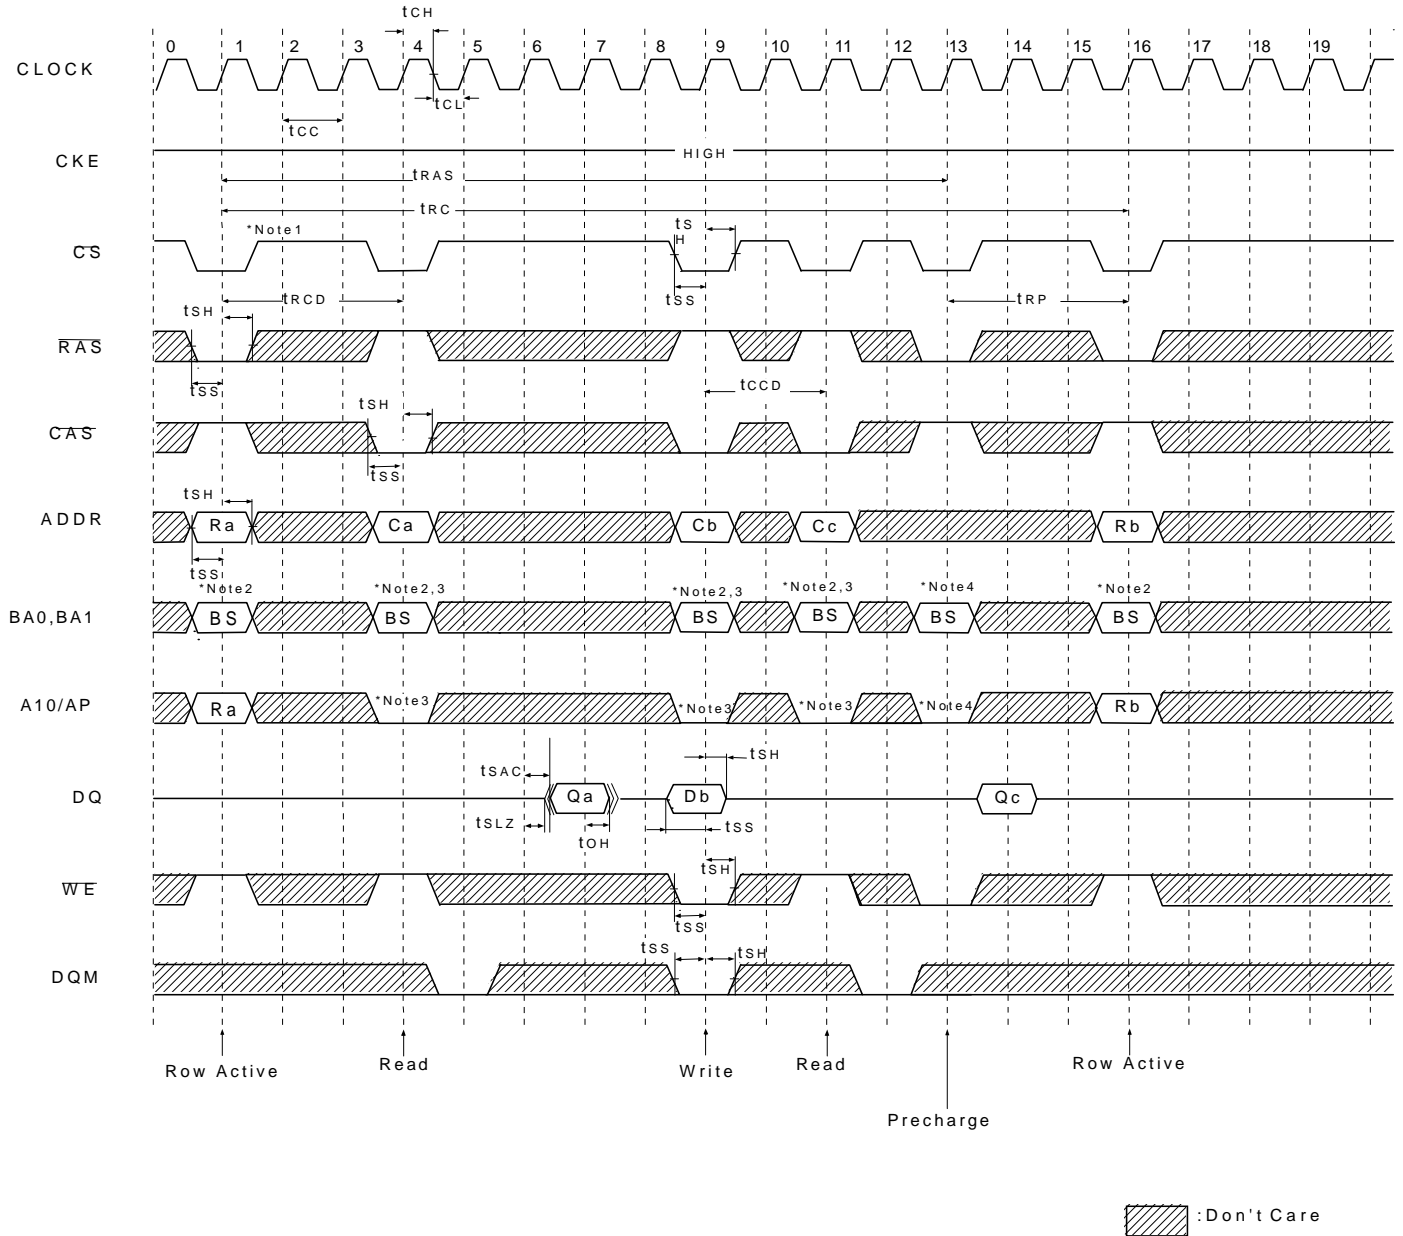 tCH
0 1 2 3 4 5 6 7 8 9 10 11 12 13 14 15 16 17 18 19
CLOCK
tCL
tCC
CKE
HIGH
tRAS
tRC
*Note1
tSH
CS
tRCD
tSS
tRP
tSH
RAS
tSS
tCCD
tSH
CAS
tSS
tSH
ADDR
Ra Ca Cb Cc Rb
tSS
*Note2 *Note2,3 *Note2,3 *Note2,3 *Note4 *Note2
BA0,BA1
BS BS BS BS BS BS
A10/AP
Ra *Note3 *Note3 *Note3 *Note4 Rb
tSH
tSAC
DQ
Qa Db Qc
tSLZ
tSS
tOH
tSH
WE
tSS
tSS tSH
DQM
Row Active Read Write Read Row Active
Precharge
:Don't Care